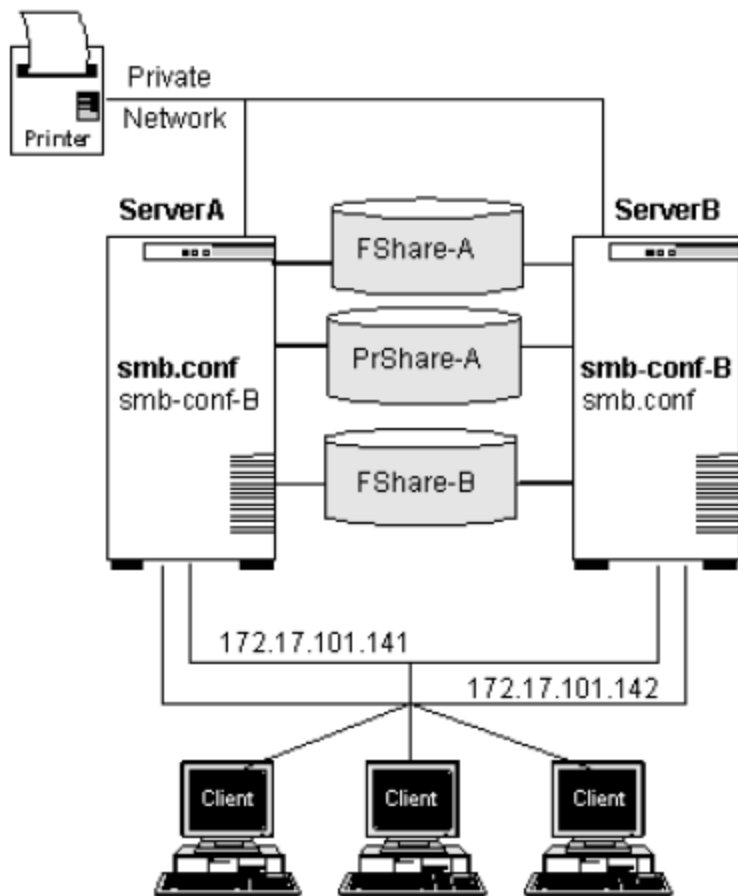 Private
Network
Printer
ServerA
ServerB
FShare-A
PrShare-A
FShare-B
smb.conf
smb-conf-B
smb-conf-B
smb.conf
172.17.101.141
172.17.101.142
Client
Client
Client